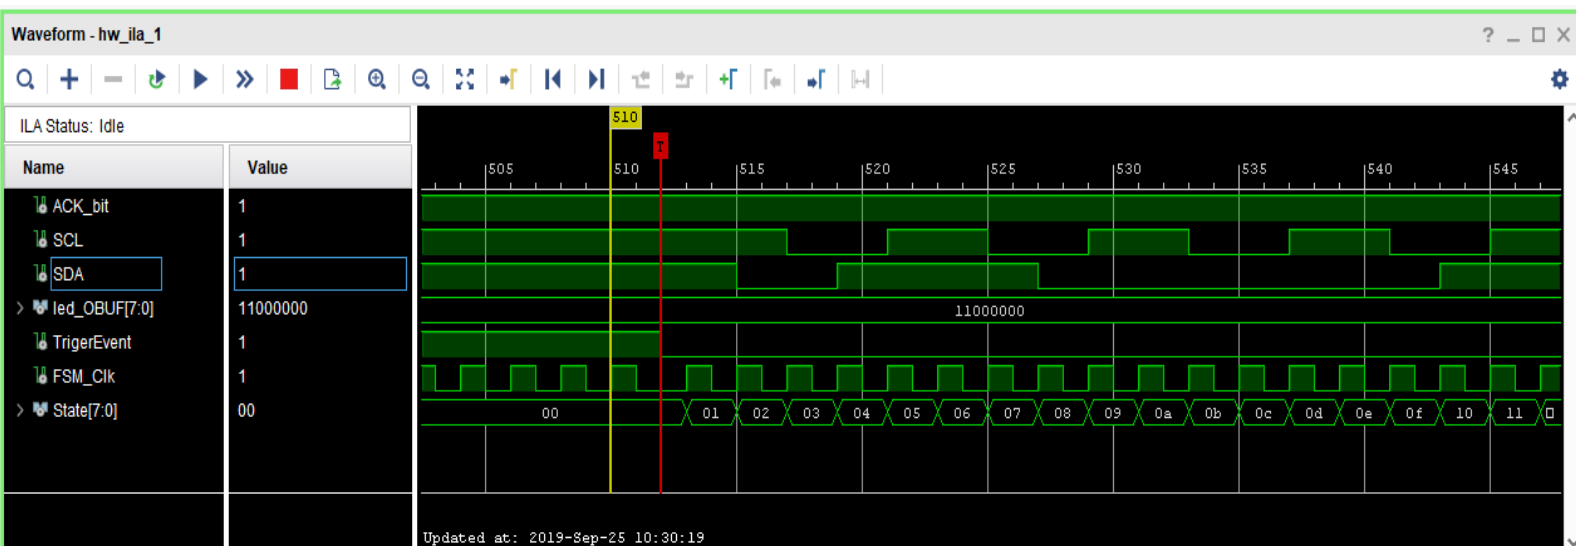 Waveform - hw_ila_1
ILA Status: Idle
Name Value
ACK_bit 1
SCL 1
SDA 1
led_OBUF[7:0] 11000000
TrigerEvent 1
FSM_Clk 1
State[7:0] 00
510
T
505 510 515 520 525 530 535 540 545
11000000
00 01 02 03 04 05 06 07 08 09 0a 0b 0c 0d 0e 0f 10 11
Updated at: 2019-Sep-25 10:30:19